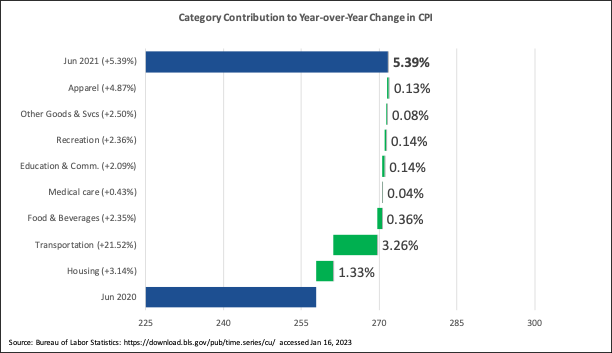 Category Contribution to Year-over-Year Change in CPI
Jun 2021 (+5.39%) 5.39%
Apparel (+4.87%) 0.13%
Other Goods & Svcs (+2.50%) 0.08%
Recreation (+2.36%) 0.14%
Education & Comm. (+2.09%) 0.14%
Medical care (+0.43%) 0.04%
Food & Beverages (+2.35%) 0.36%
Transportation (+21.52%) 3.26%
Housing (+3.14%) 1.33%
Jun 2020
225 240 255 270 285 300
Source: Bureau of Labor Statistics: https://download.bls.gov/pub/time.series/cu/ accessed Jan 16, 2023